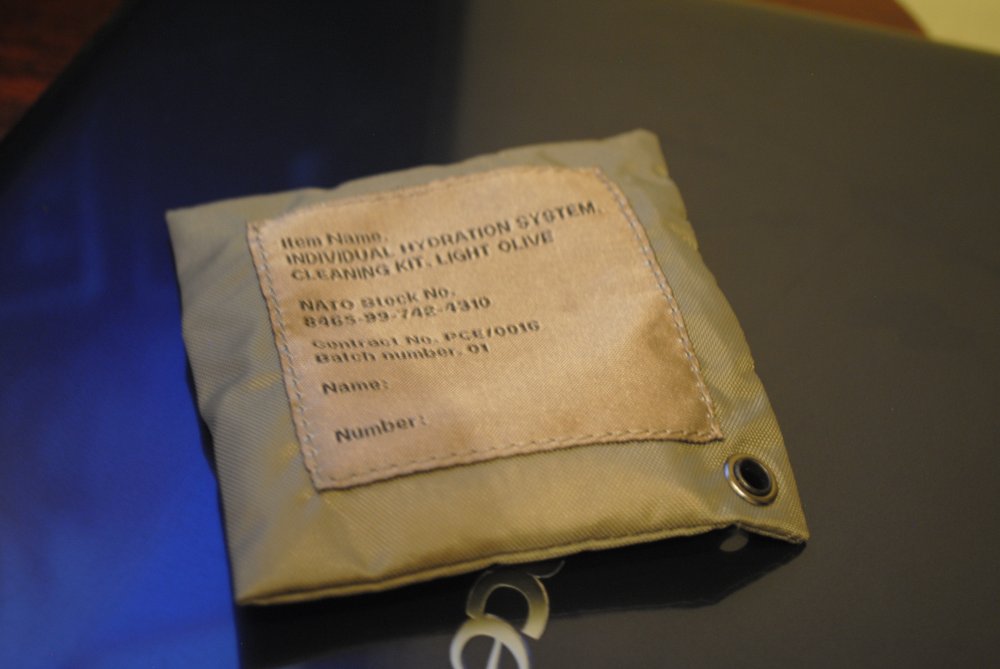 Item Name.
INDIVIDUAL HYDRATION SYSTEM,
CLEANING KIT, LIGHT OLIVE
NATO Stock No.
8465-99-742-4310
Contract No. PCE/0016
Batch number. 01
Name:
Number: